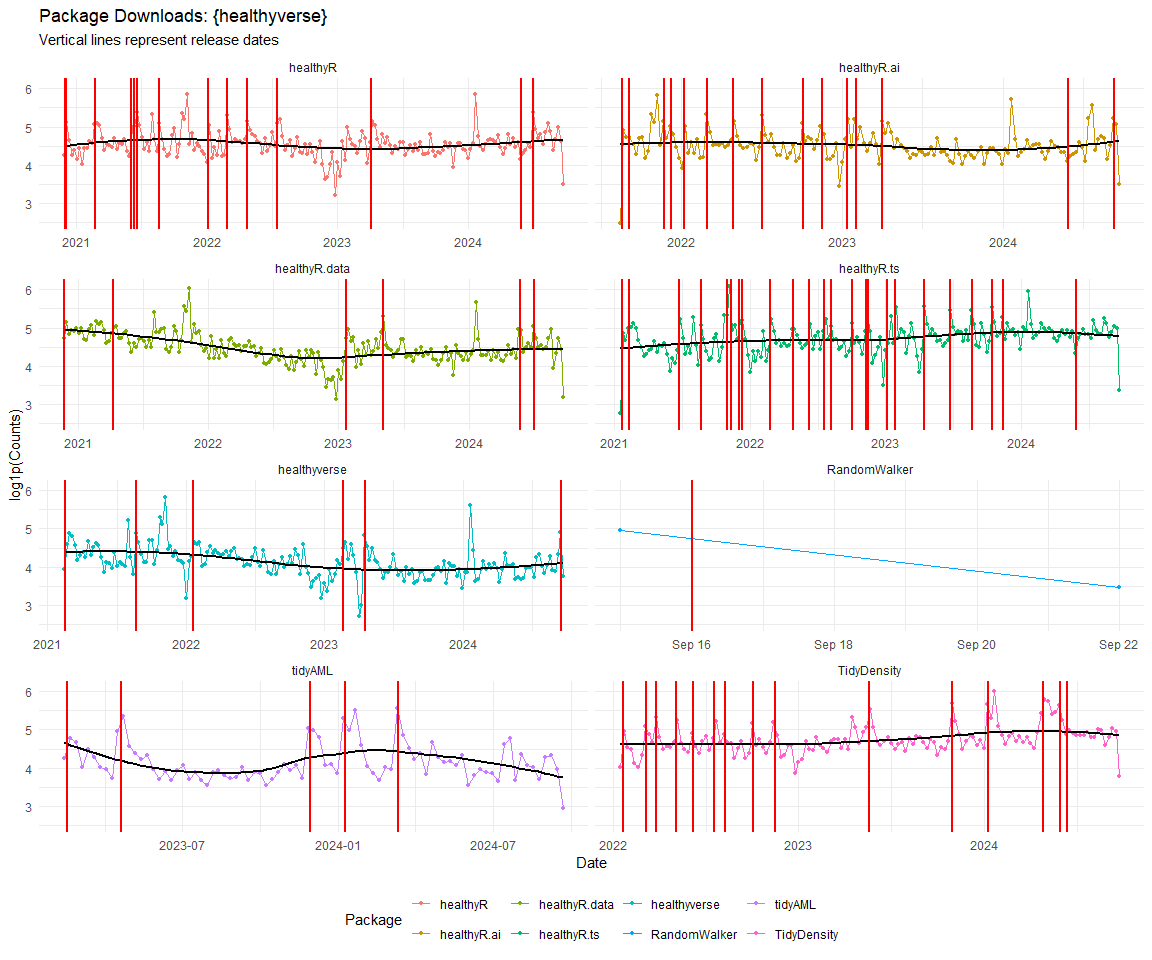 Package Downloads: {healthyverse}
Vertical lines represent release dates
healthyR healthyR.ai
6
5
4
3
2021 2022 2023 2024 2022 2023 2024
healthyR.data healthyR.ts
6
5
4
3
2021 2022 2023 2024 2021 2022 2023 2024
log1p(Counts)
healthyverse RandomWalker
6
5
4
3
2021 2022 2023 2024 Sep 16 Sep 18 Sep 20 Sep 22
tidyAML TidyDensity
6
5
4
3
2023-07 2024-01 2024-07 2022 2023 2024
Date
Package
healthyR healthyR.data healthyverse tidyAML
healthyR.ai healthyR.ts RandomWalker TidyDensity